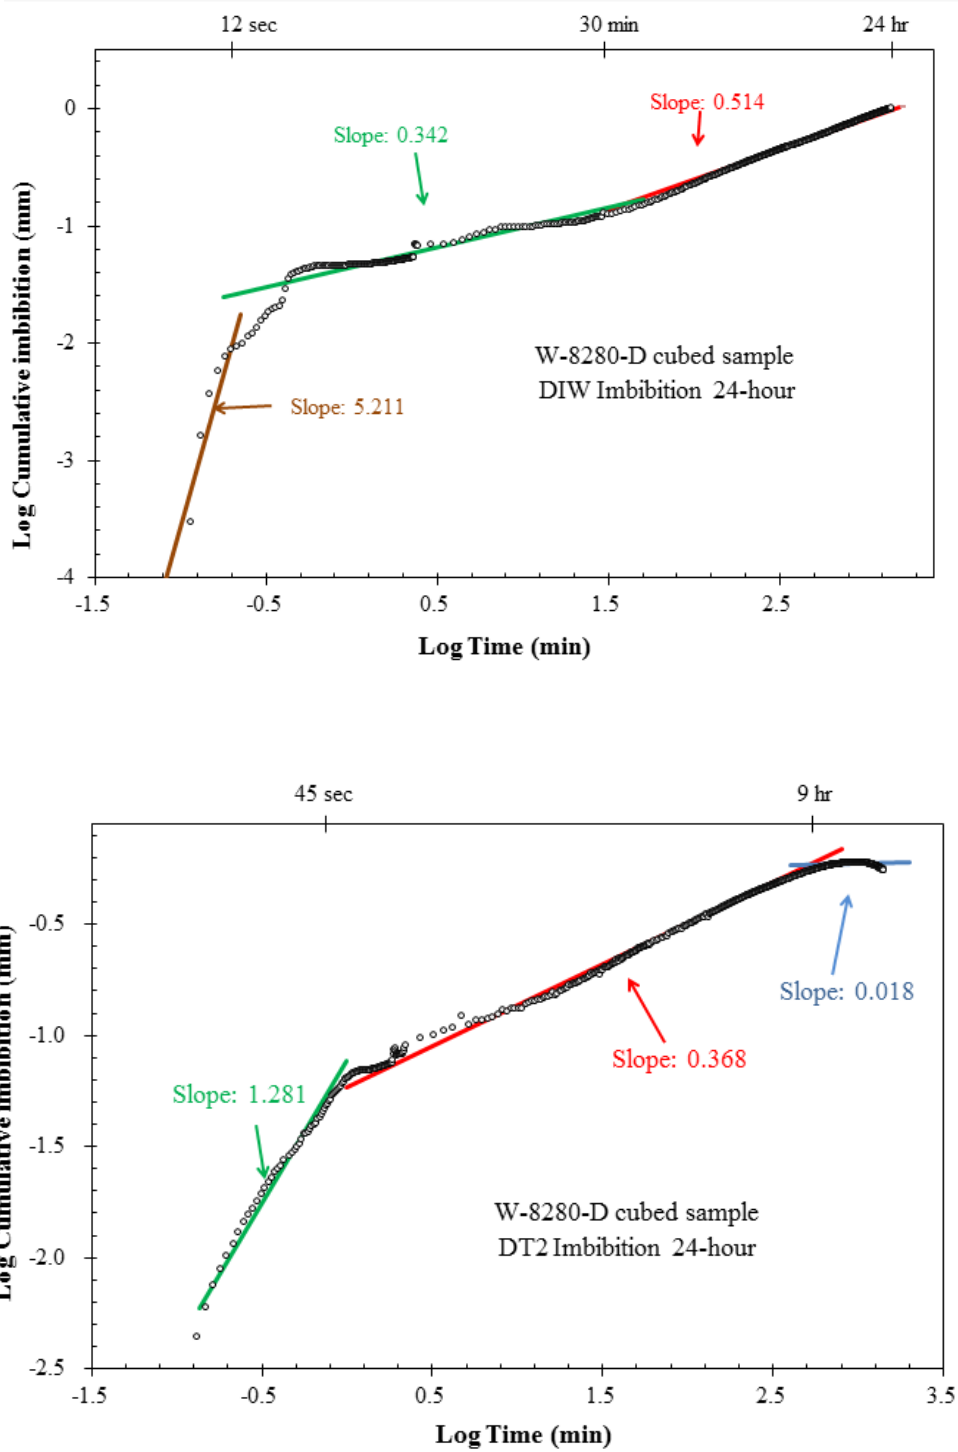 12 sec 30 min 24 hr
Slope: 0.514
Slope: 0.342
0
-1
-2
-3
-4
Log Cumulative imbibition (mm)
W-8280-D cubed sample
DIW Imbibition 24-hour
Slope: 5.211
-1.5 -0.5 0.5 1.5 2.5
Log Time (min)
45 sec 9 hr
-0.5
-1.0
-1.5
-2.0
-2.5
Log Cumulative imbibition (mm)
Slope: 0.018
Slope: 0.368
Slope: 1.281
W-8280-D cubed sample
DT2 Imbibition 24-hour
-1.5 -0.5 0.5 1.5 2.5 3.5
Log Time (min)